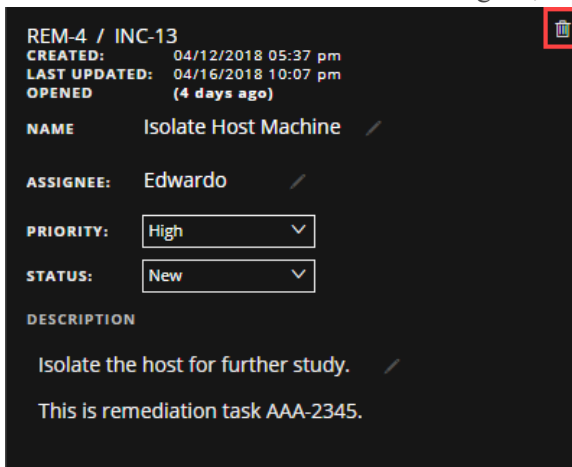 REM-4 / INC-13
CREATED: 04/12/2018 05:37 pm
LAST UPDATED: 04/16/2018 10:07 pm
OPENED (4 days ago)
NAME Isolate Host Machine
ASSIGNEE: Edwardo
PRIORITY: High
STATUS: New
DESCRIPTION
Isolate the host for further study.
This is remediation task AAA-2345.